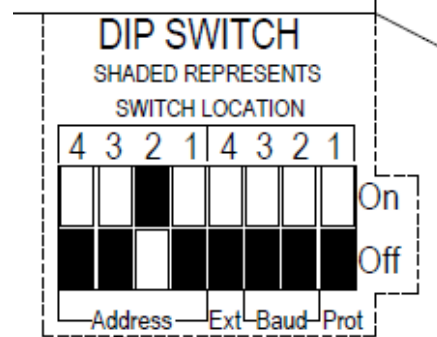 DIP SWITCH
SHADED REPRESENTS
SWITCH LOCATION
4 3 2 1 4 3 2 1
On
Off
Address Ext Baud Prot